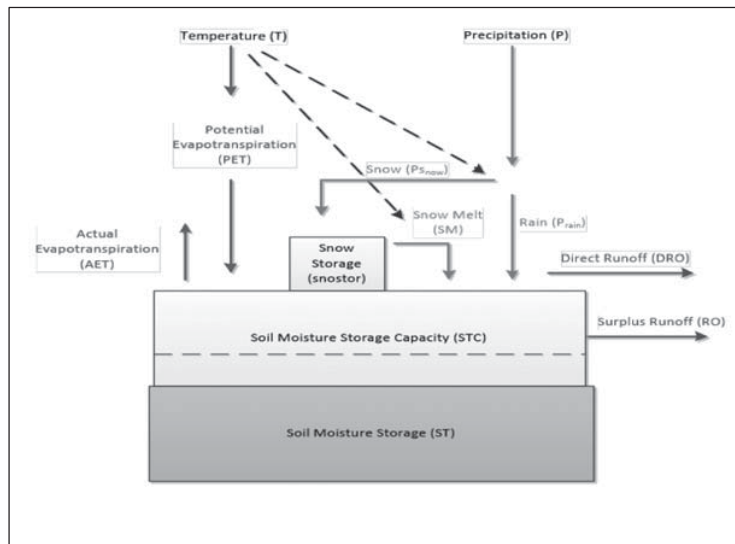 Temperature (T)
Precipitation (P)
Potential
Evapotranspiration
(PET)
Snow (Psnow)
Actual
Evapotranspiration
(AET)
Snow Melt
(SM)
Rain (Prain)
Snow
Storage
(snostor)
Direct Runoff (DRO)
Surplus Runoff (RO)
Soil Moisture Storage Capacity (STC)
Soil Moisture Storage (ST)